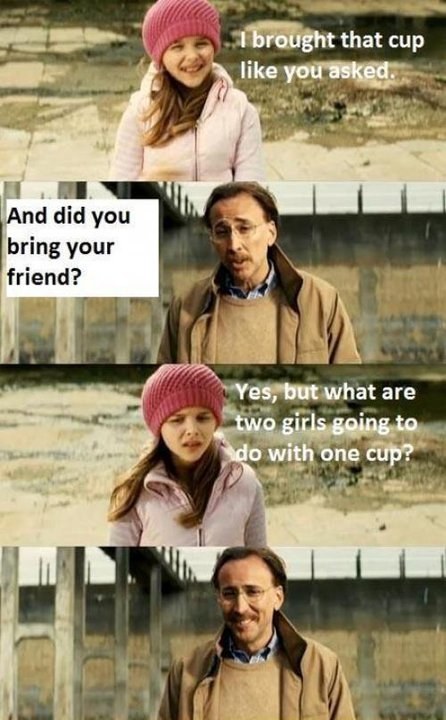 I brought that cup
like you asked.
And did you
bring your
friend?
Yes, but what are
two girls going to
do with one cup?